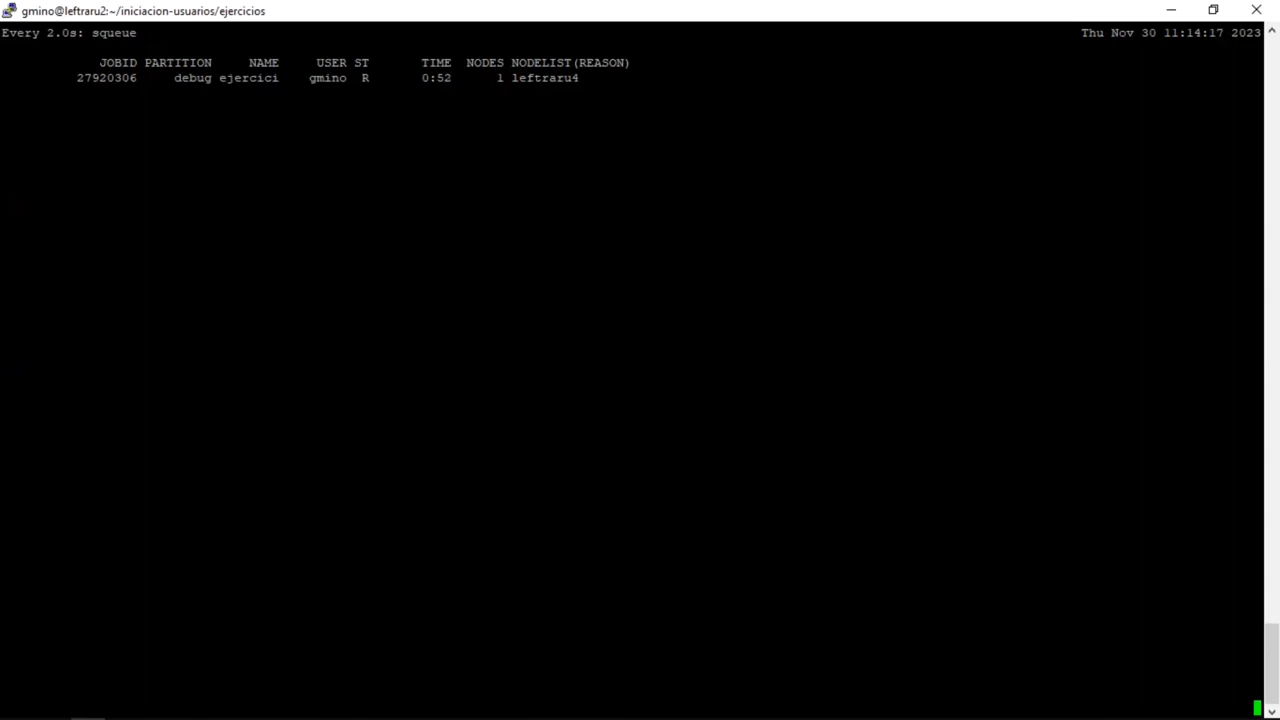 gmino@leftraru2:~/iniciacion-usuarios/ejercicios
Every 2.0s: squeue Thu Nov 30 11:14:17 2023
JOBID PARTITION NAME USER ST TIME NODES NODELIST(REASON)
27920306 debug ejercici gmino R 0:52 1 leftraru4